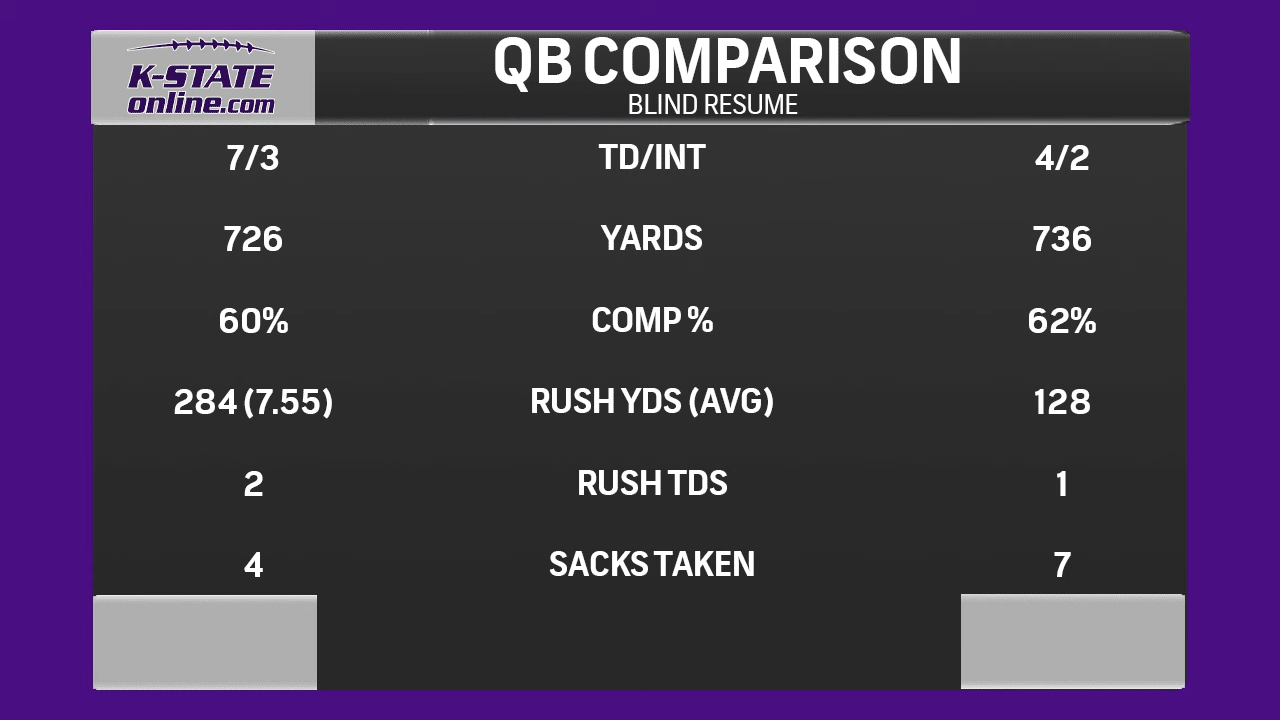 K-STATE
online.com
QB COMPARISON
BLIND RESUME
7/3 TD/INT 4/2
726 YARDS 736
60% COMP % 62%
284 (7.55) RUSH YDS (AVG) 128
2 RUSH TDS 1
4 SACKS TAKEN 7